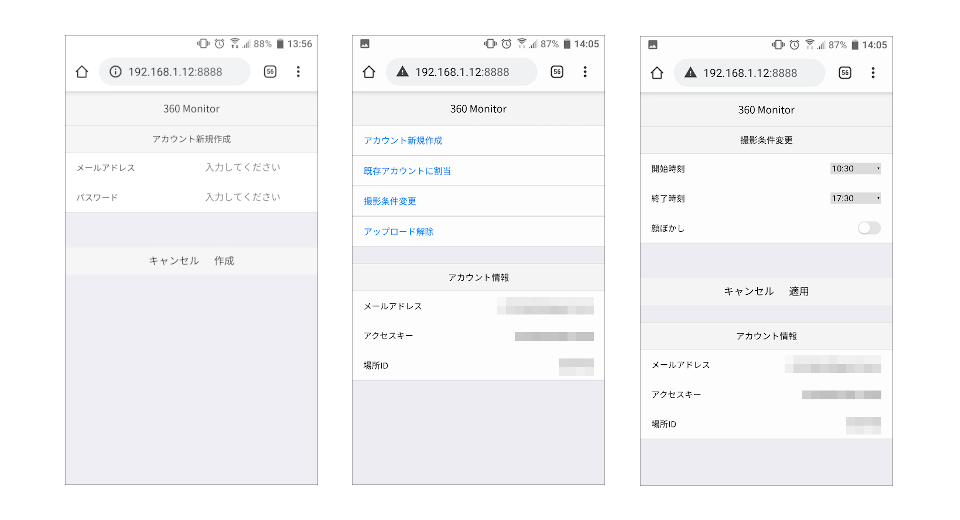 88% 13:56
192.168.1.12:8888 56
360 Monitor
アカウント新規作成
メールアドレス 入力してください
パスワード 入力してください
キャンセル 作成
87% 14:05
192.168.1.12:8888 56
360 Monitor
アカウント新規作成
既存アカウントに割当
撮影条件変更
アップロード解除
アカウント情報
メールアドレス
アクセスキー
場所ID
87% 14:05
192.168.1.12:8888 56
360 Monitor
撮影条件変更
開始時刻 10:30
終了時刻 17:30
顔ぼかし
キャンセル 適用
アカウント情報
メールアドレス
アクセスキー
場所ID